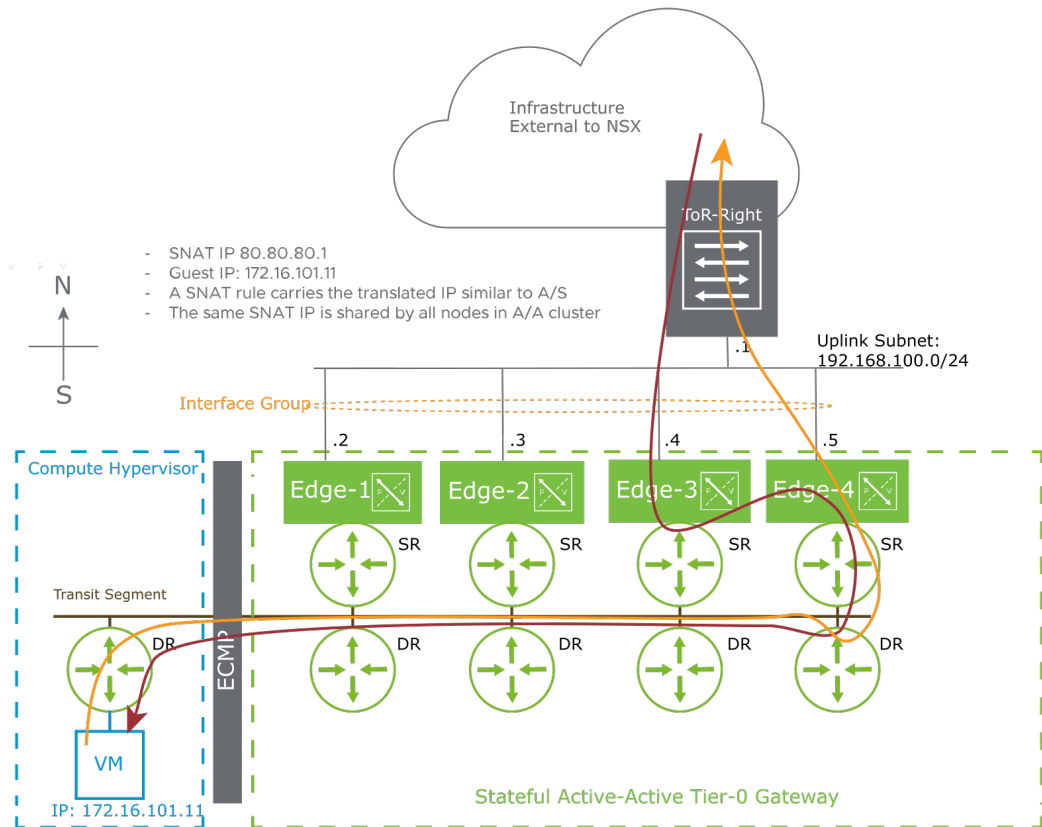 Infrastructure
External to NSX
ToR-Right
- SNAT IP 80.80.80.1
- Guest IP: 172.16.101.11
- A SNAT rule carries the translated IP similar to A/S
- The same SNAT IP is shared by all nodes in A/A cluster
N
S
.1
Uplink Subnet:
192.168.100.0/24
Interface Group
.2
.3
.4
.5
Compute Hypervisor
Edge-1
P
V
Edge-2
P
V
Edge-3
P
V
Edge-4
P
V
SR
SR
SR
SR
Transit Segment
ECMP
DR
DR
DR
DR
DR
VM
IP: 172.16.101.11
Stateful Active-Active Tier-0 Gateway